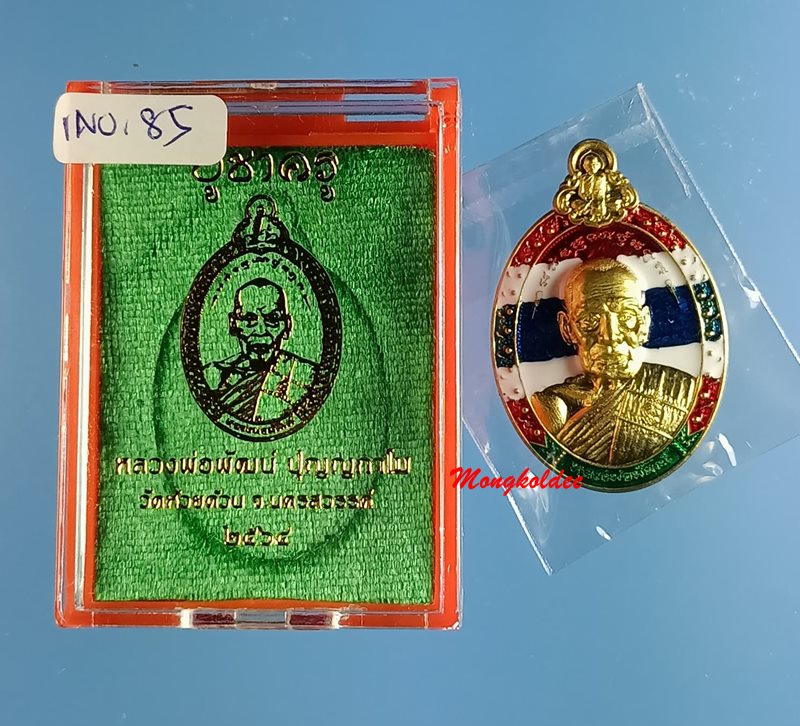 INO. 85
บูชาครู
หลวงพ่อพัฒน์ ปุญญกาโม
วัดห้วยด้วน จ.นครสวรรค์
๒๕๖๔
Mongkoldee